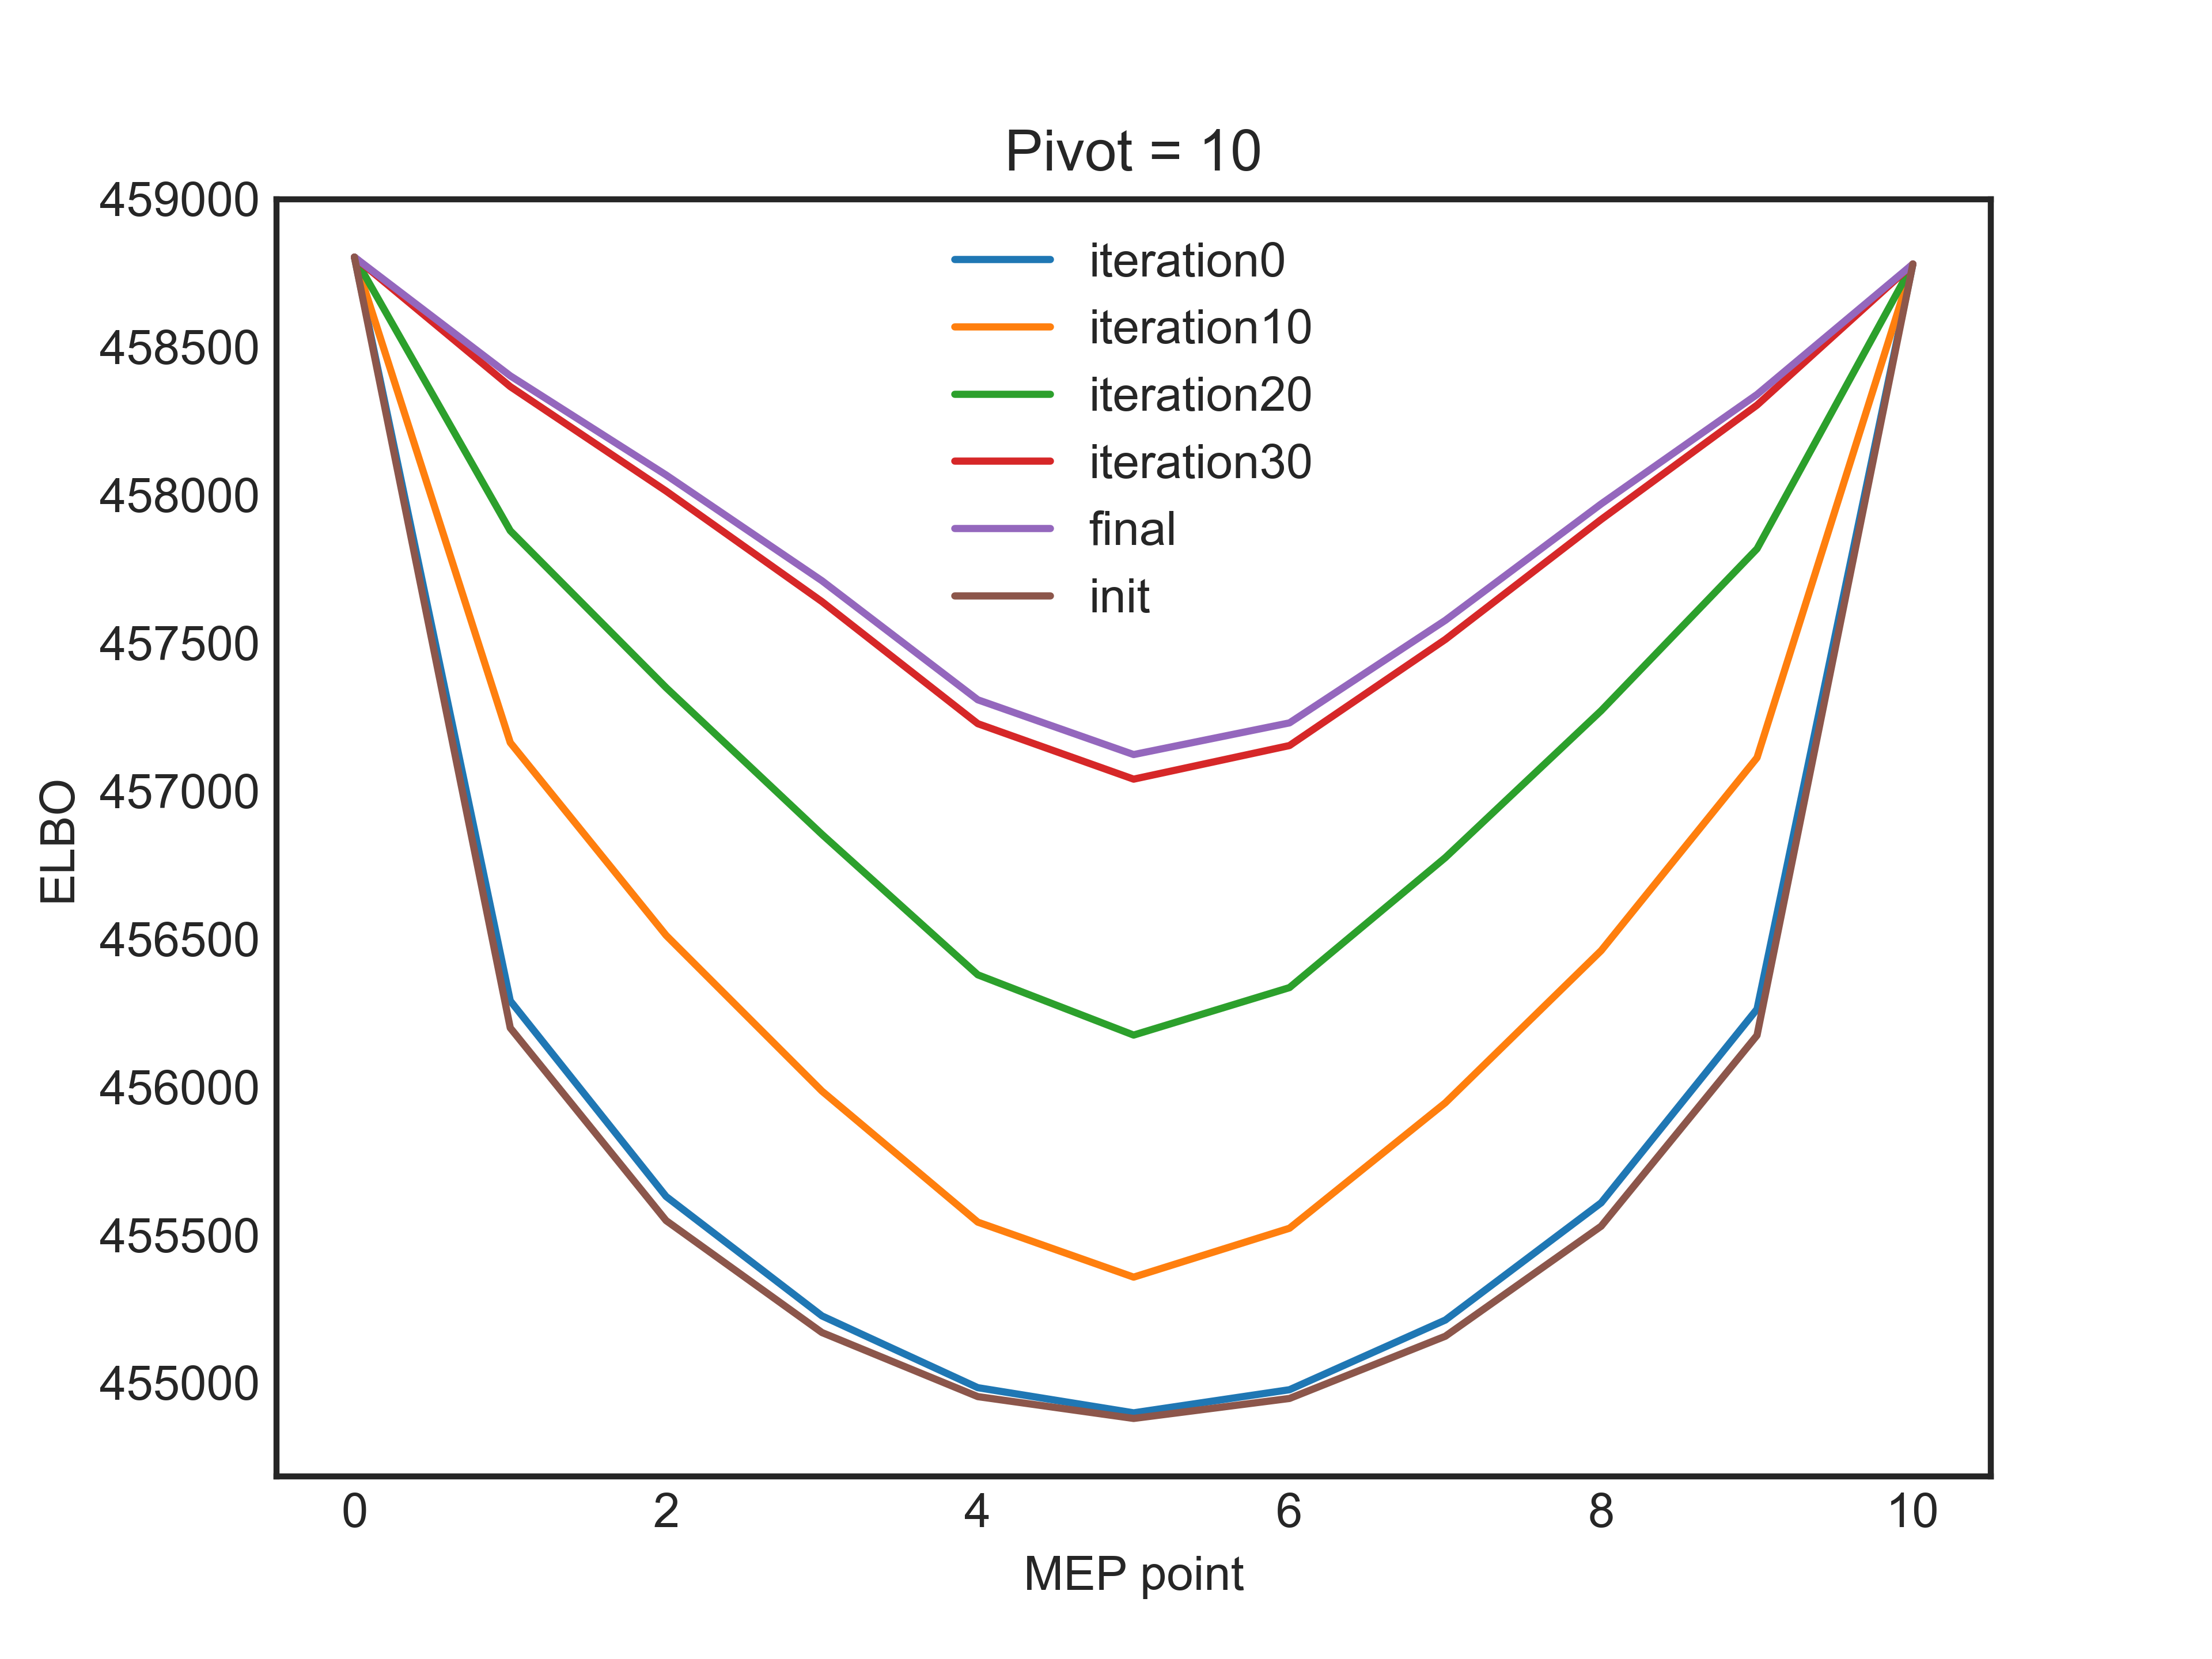 Pivot = 10
459000
458500
458000
457500
457000
456500
456000
455500
455000
ELBO
iteration0
iteration10
iteration20
iteration30
final
init
0 2 4 6 8 10
MEP point